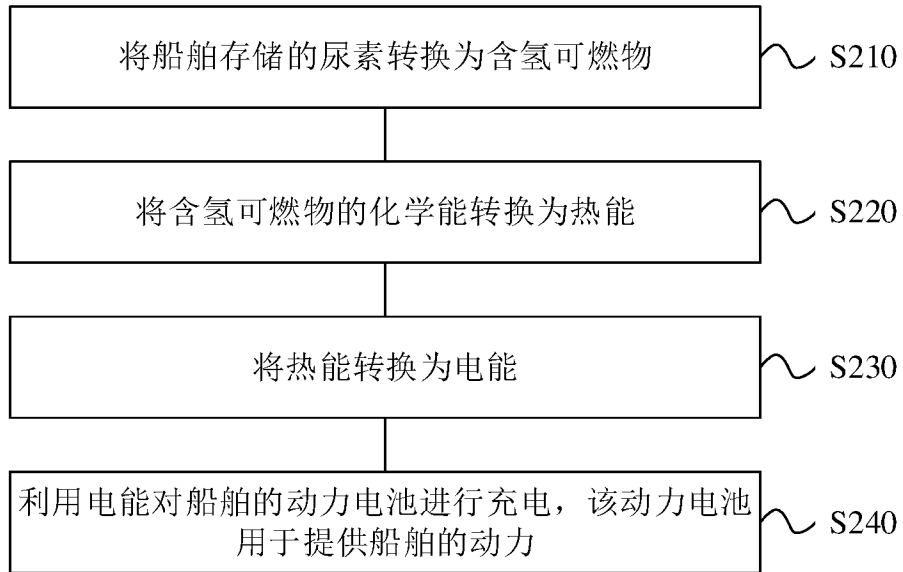 将船舶存储的尿素转换为含氢可燃物
S210
将含氢可燃物的化学能转换为热能
S220
将热能转换为电能
S230
利用电能对船舶的动力电池进行充电，该动力电池
用于提供船舶的动力
S240